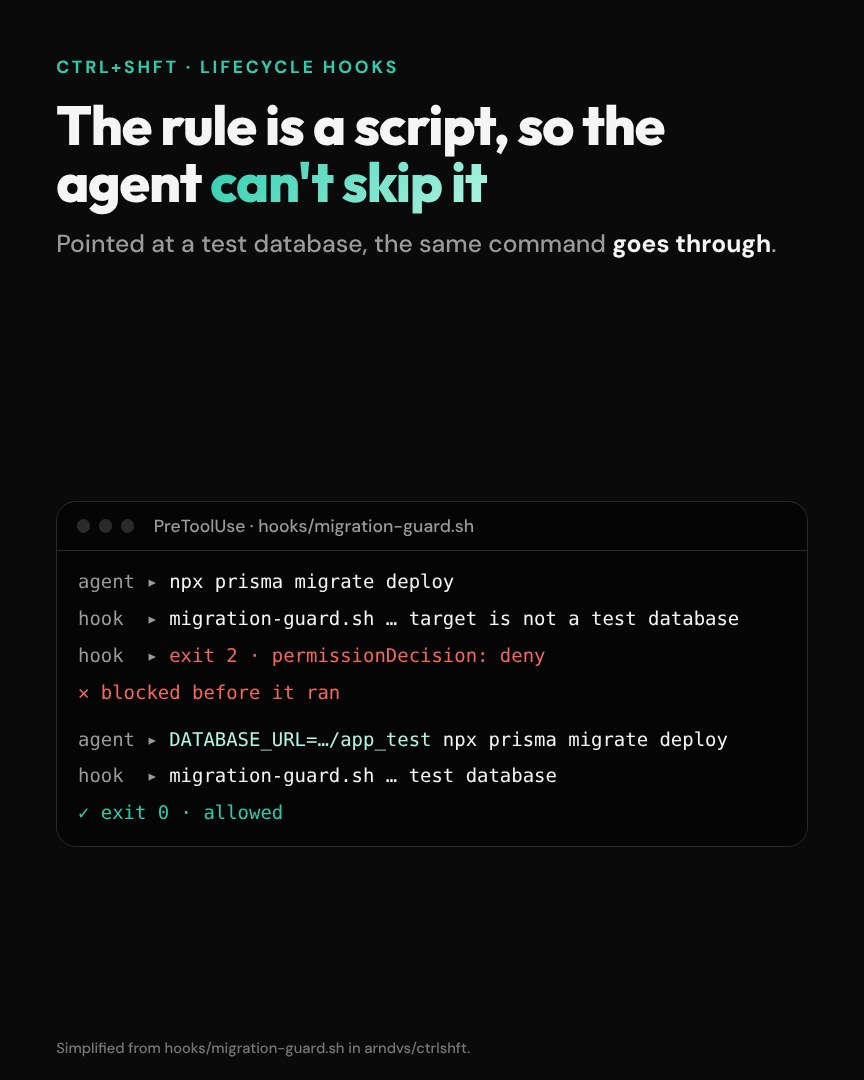 CTRL+SHFT · LIFECYCLE HOOKS
The rule is a script, so the
agent can't skip it
Pointed at a test database, the same command goes through.
PreToolUse · hooks/migration-guard.sh
agent ▸ npx prisma migrate deploy
hook ▸ migration-guard.sh … target is not a test database
hook ▸ exit 2 · permissionDecision: deny
× blocked before it ran
agent ▸ DATABASE_URL=…/app_test npx prisma migrate deploy
hook ▸ migration-guard.sh … test database
✓ exit 0 · allowed
Simplified from hooks/migration-guard.sh in arndvs/ctrlshft.